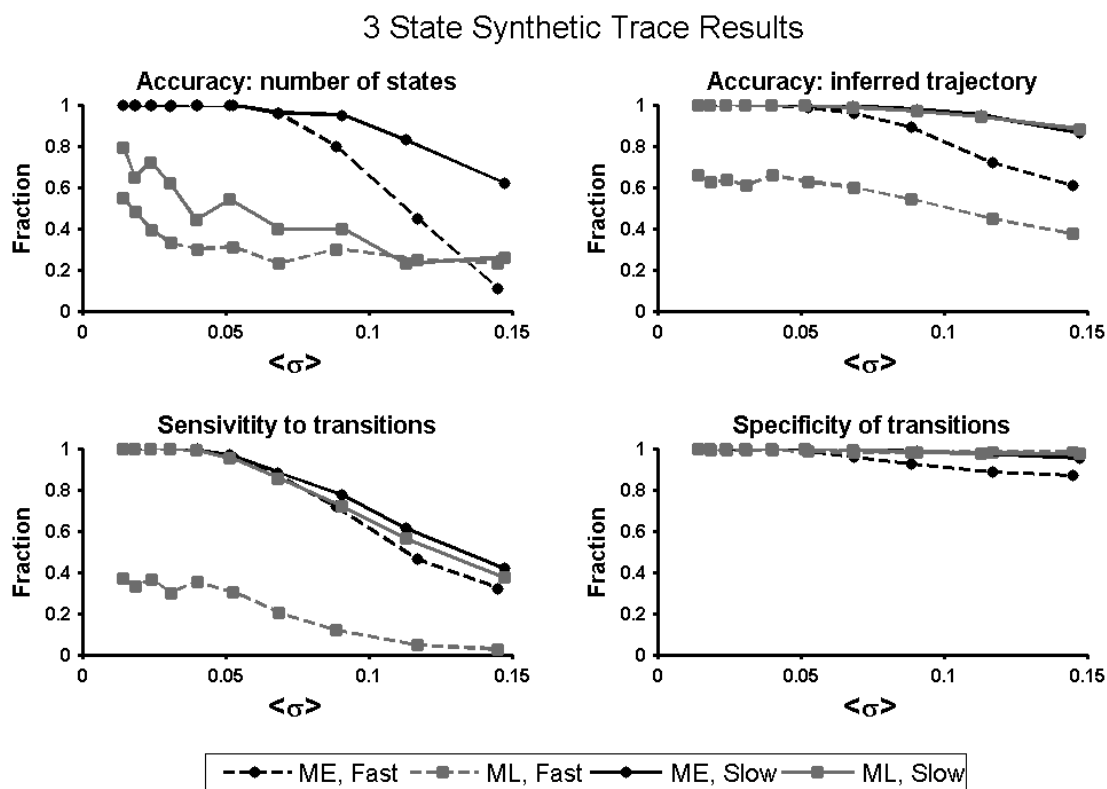 3 State Synthetic Trace Results
Accuracy: number of states
Fraction
1
0.8
0.6
0.4
0.2
0
0
0.05
0.1
0.15
<σ>
Accuracy: inferred trajectory
Fraction
1
0.8
0.6
0.4
0.2
0
0
0.05
0.1
0.15
<σ>
Sensivitity to transitions
Fraction
1
0.8
0.6
0.4
0.2
0
0
0.05
0.1
0.15
<σ>
Specificity of transitions
Fraction
1
0.8
0.6
0.4
0.2
0
0
0.05
0.1
0.15
<σ>
ME, Fast
ML, Fast
ME, Slow
ML, Slow